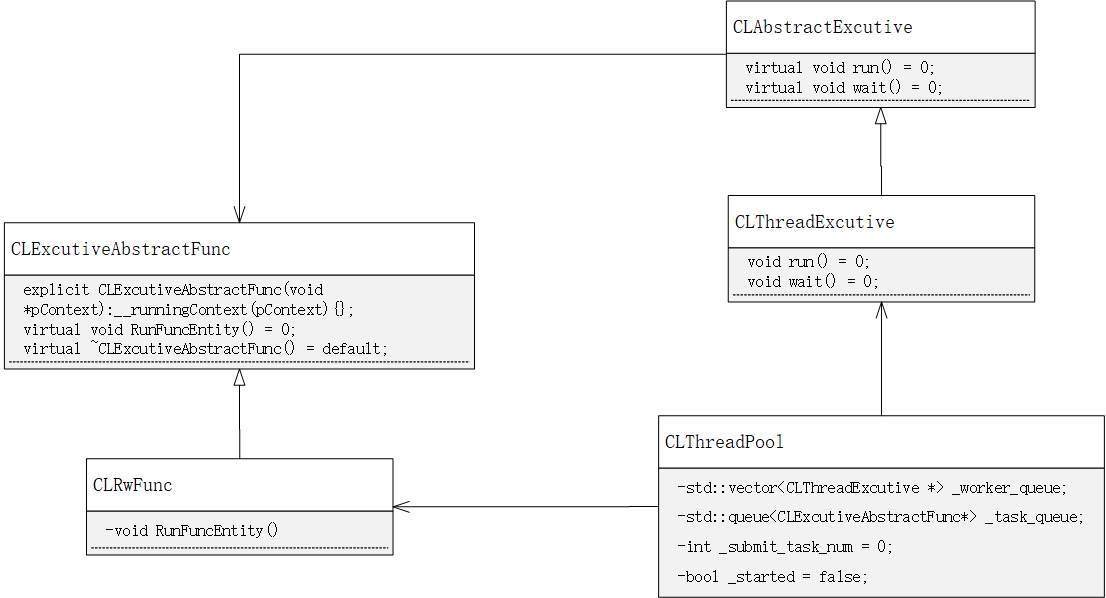 CLAbstractExcutive
virtual void run() = 0;
virtual void wait() = 0;
CLThreadExcutive
void run() = 0;
void wait() = 0;
CLExcutiveAbstractFunc
explicit CLExcutiveAbstractFunc(void
*pContext):__runningContext(pContext){};
virtual void RunFuncEntity() = 0;
virtual ~CLExcutiveAbstractFunc() = default;
CLRwFunc
-void RunFuncEntity()
CLThreadPool
-std::vector<CLThreadExcutive *> _worker_queue;
-std::queue<CLExcutiveAbstractFunc*> _task_queue;
-int _submit_task_num = 0;
-bool _started = false;